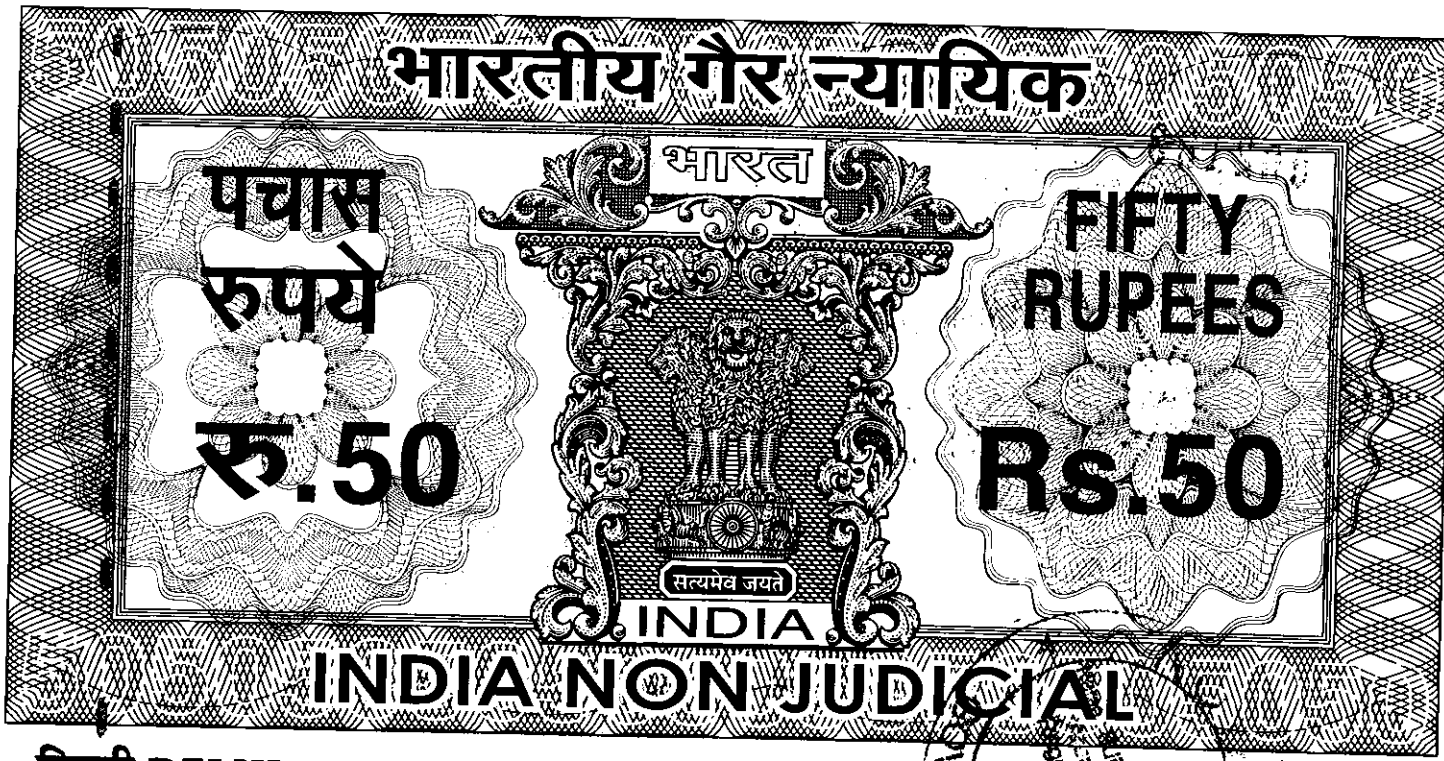 भारतीय गैर न्यायिक
भारत
पचास
रुपये
रु.50
FIFTY
RUPEES
Rs.50
सत्यमेव जयते
INDIA
INDIA NON JUDICIAL